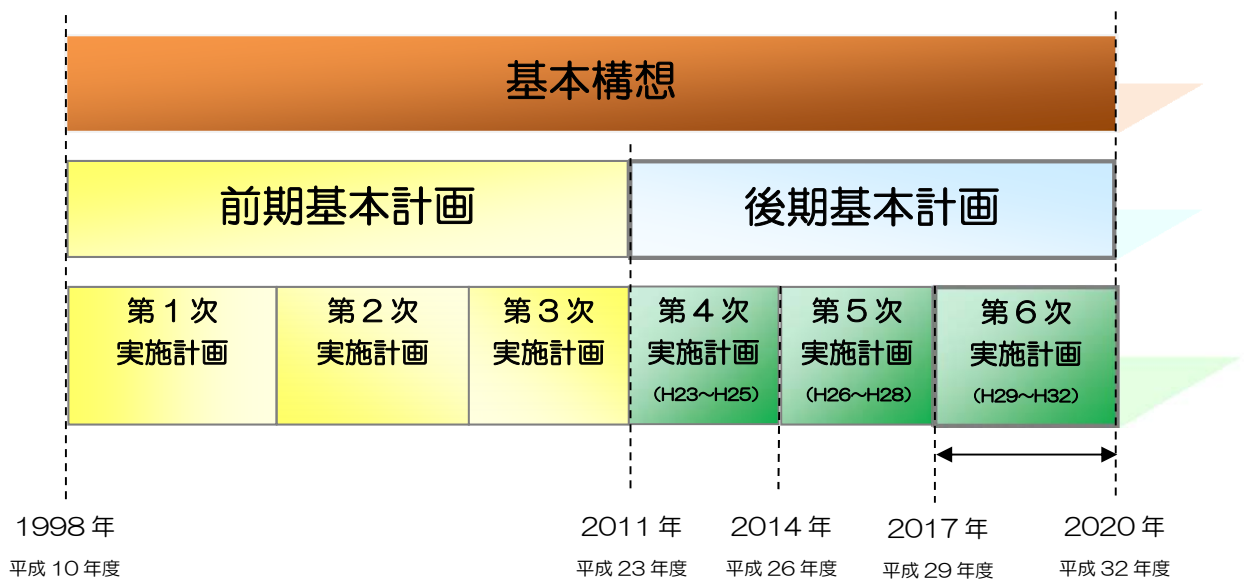 基本構想
前期基本計画
後期基本計画
第１次
実施計画
第２次
実施計画
第３次
実施計画
第４次
実施計画
（H23～H25）
第５次
実施計画
（H26～H28）
第６次
実施計画
（H29～H32）
1998 年
平成 10 年度
2011 年
平成 23 年度
2014 年
平成 26 年度
2017 年
平成 29 年度
2020 年
平成 32 年度